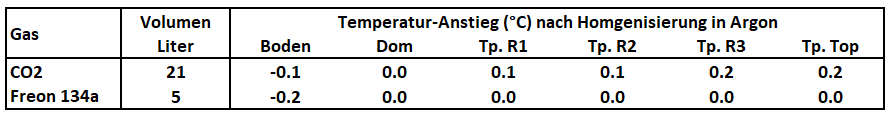 Gas Volumen Liter Temperatur-Anstieg (°C) nach Homgenisierung in Argon
Boden Dom Tp. R1 Tp. R2 Tp. R3 Tp. Top
CO2 21 -0.1 0.0 0.1 0.1 0.2 0.2
Freon 134a 5 -0.2 0.0 0.0 0.0 0.0 0.0